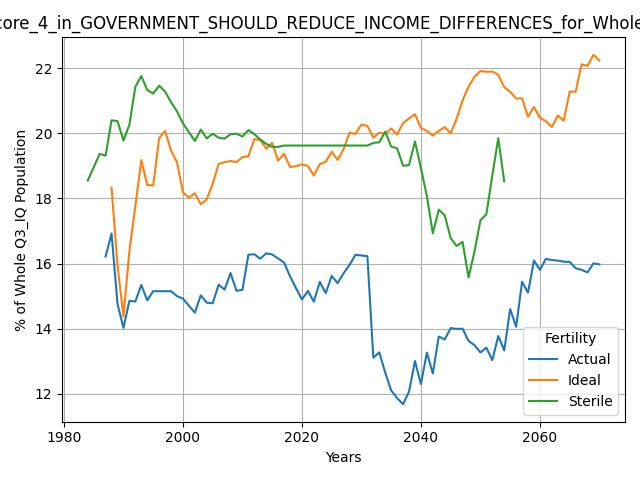 core_4_in_GOVERNMENT_SHOULD_REDUCE_INCOME_DIFFERENCES_for_Whole
% of Whole Q3_IQ Population
22
20
18
16
14
12
1980
2000
2020
2040
2060
Years
Fertility
Actual
Ideal
Sterile